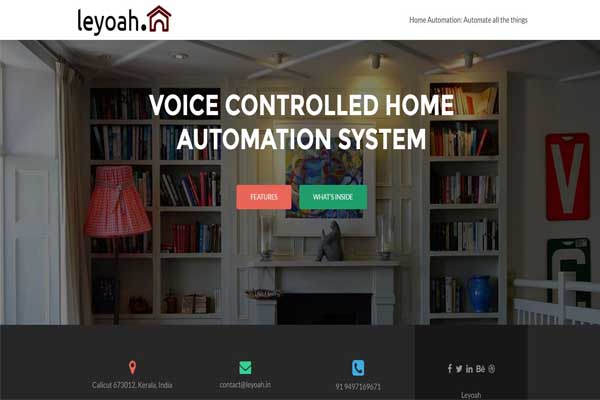 leyoah.in
Home Automation: Automate all the things
VOICE CONTROLLED HOME
AUTOMATION SYSTEM
FEATURES
WHAT'S INSIDE
V
Calicut 673012, Kerala, India
contact@leyoah.in
91 9497169671
Leyoah